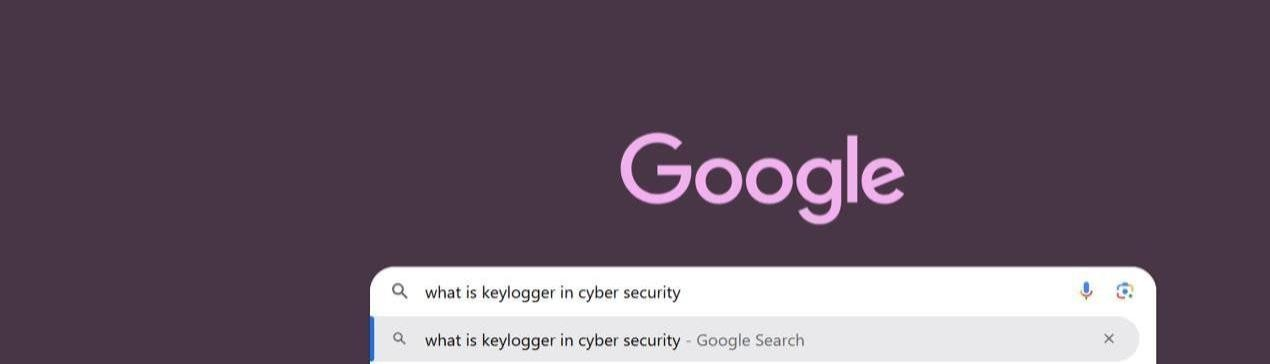 Google
what is keylogger in cyber security
what is keylogger in cyber security - Google Search